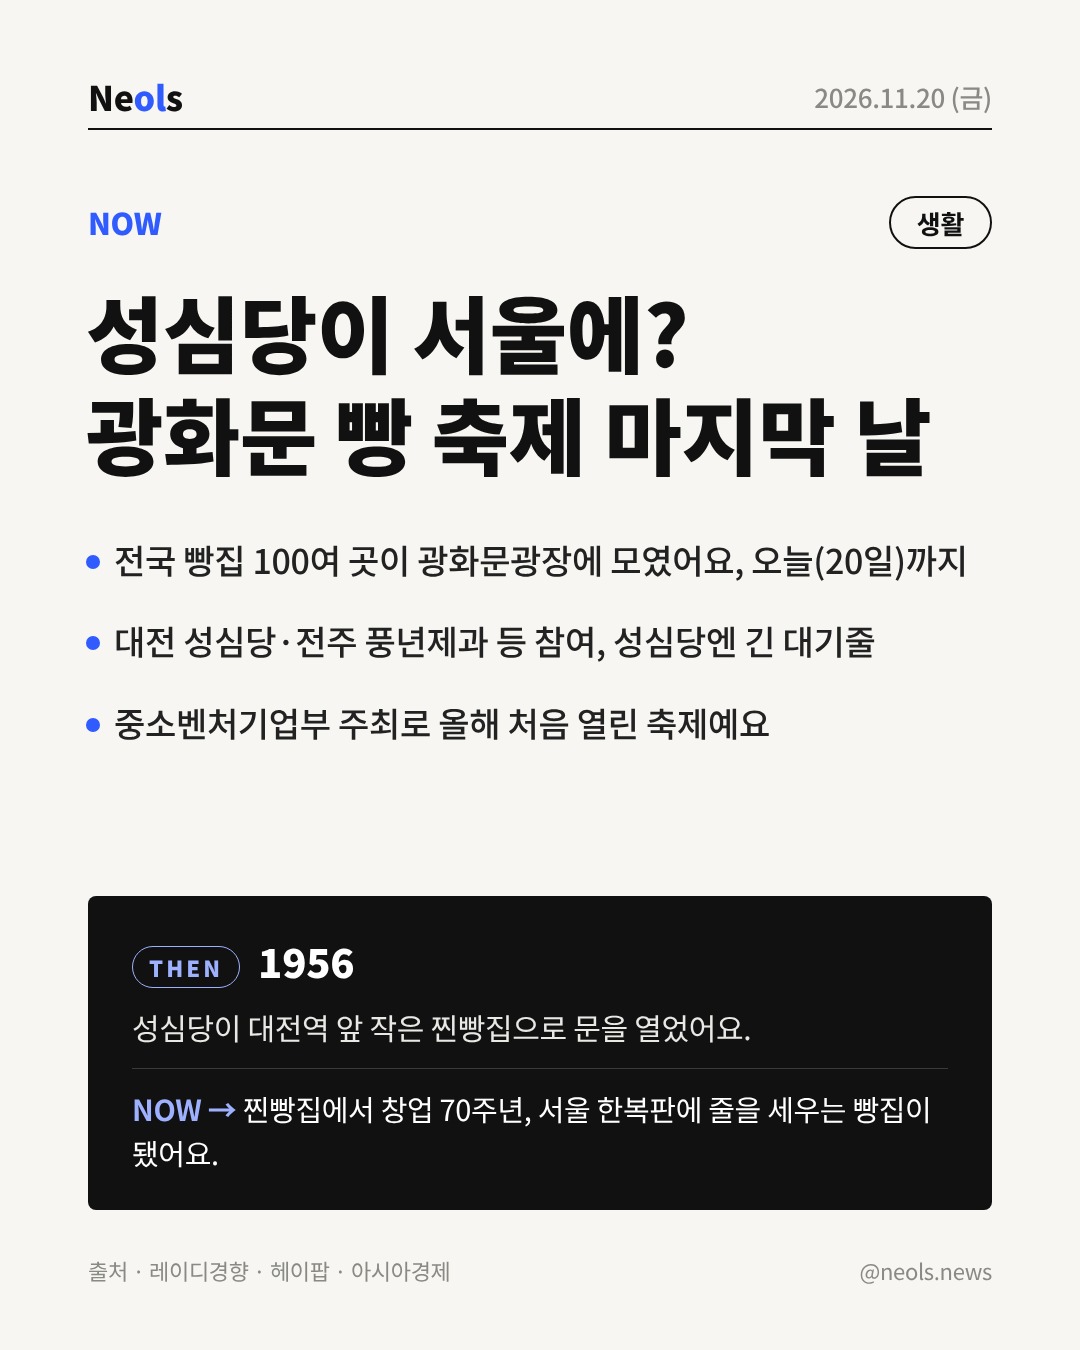 Neols
2026.11.20 (금)
NOW
생활
성심당이 서울에?
광화문 빵 축제 마지막 날
전국 빵집 100여 곳이 광화문광장에 모였어요, 오늘(20일)까지
대전 성심당·전주 풍년제과 등 참여, 성심당엔 긴 대기줄
중소벤처기업부 주최로 올해 처음 열린 축제예요
THEN 1956
성심당이 대전역 앞 작은 찐빵집으로 문을 열었어요.
NOW → 찐빵집에서 창업 70주년, 서울 한복판에 줄을 세우는 빵집이
됐어요.
출처 · 레이디경향 · 헤이팝 · 아시아경제
@neols.news